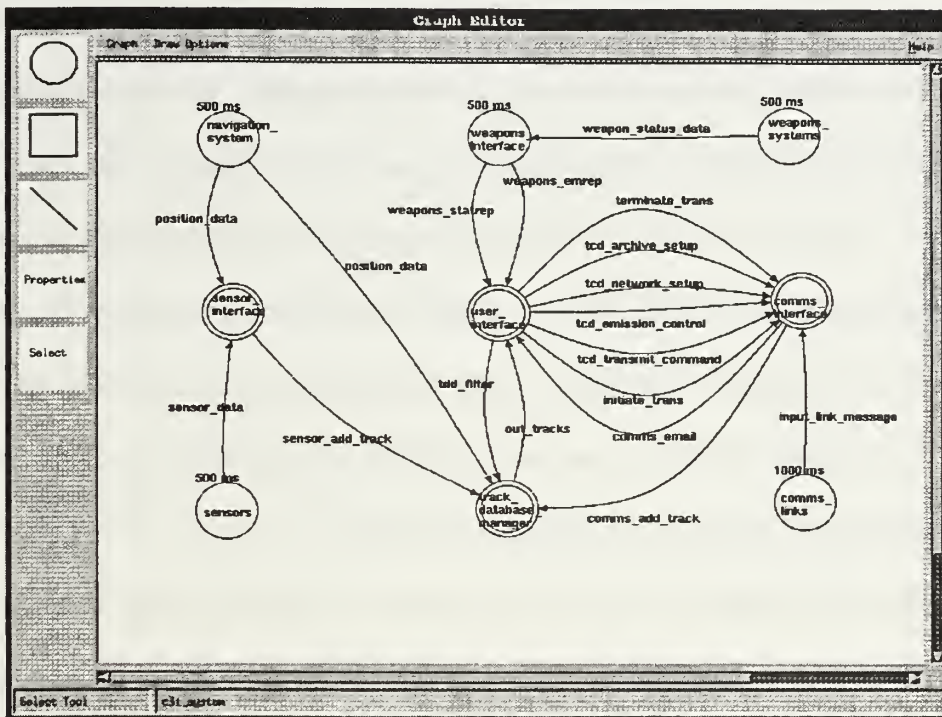 Graph Editor
Graph Draw Options Help
500 ms
navigation_
system
500 ms
weapons_
interface
500 ms
weapons_
systems
weapon_status_data
weapons_emrep
weapons_statrep
position_data
position_data
terminate_trans
tcd_archive_setup
tcd_network_setup
tcd_emission_control
tcd_transmit_command
initiate_trans
comms_email
Properties
Select
sensor_
interface
user_
interface
comms_
interface
sensor_data
sensor_add_track
tdd_filter
out_tracks
input_link_message
comms_add_track
500 ms
sensors
track_
database_
manager
1000 ms
comms_
links
Select Tool
c3i_system